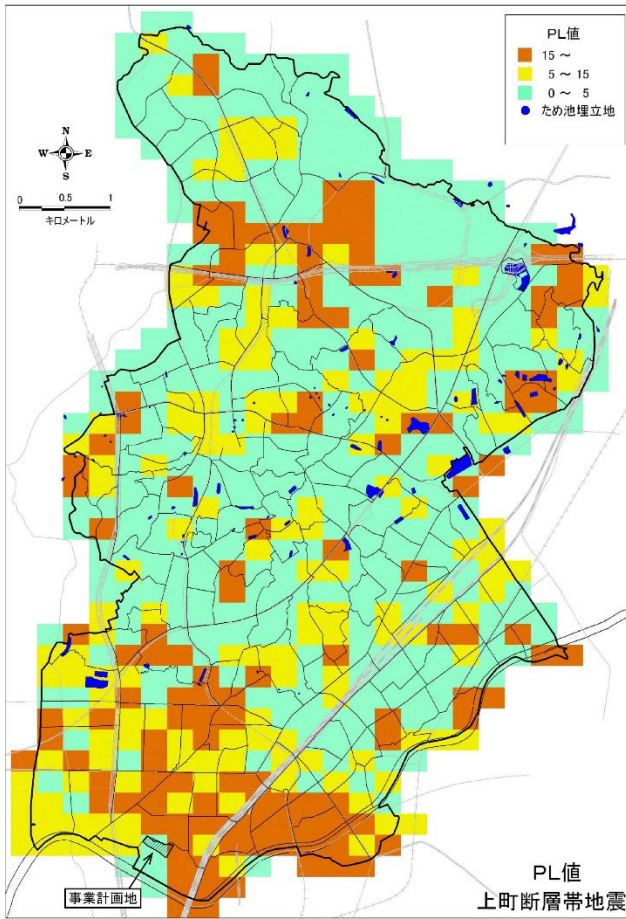 PL値
15 ~
5 ~ 15
0 ~ 5
ため池埋立地
N
W E
S
0 0.5 1
キロメートル
事業計画地
PL値
上町断層帯地震